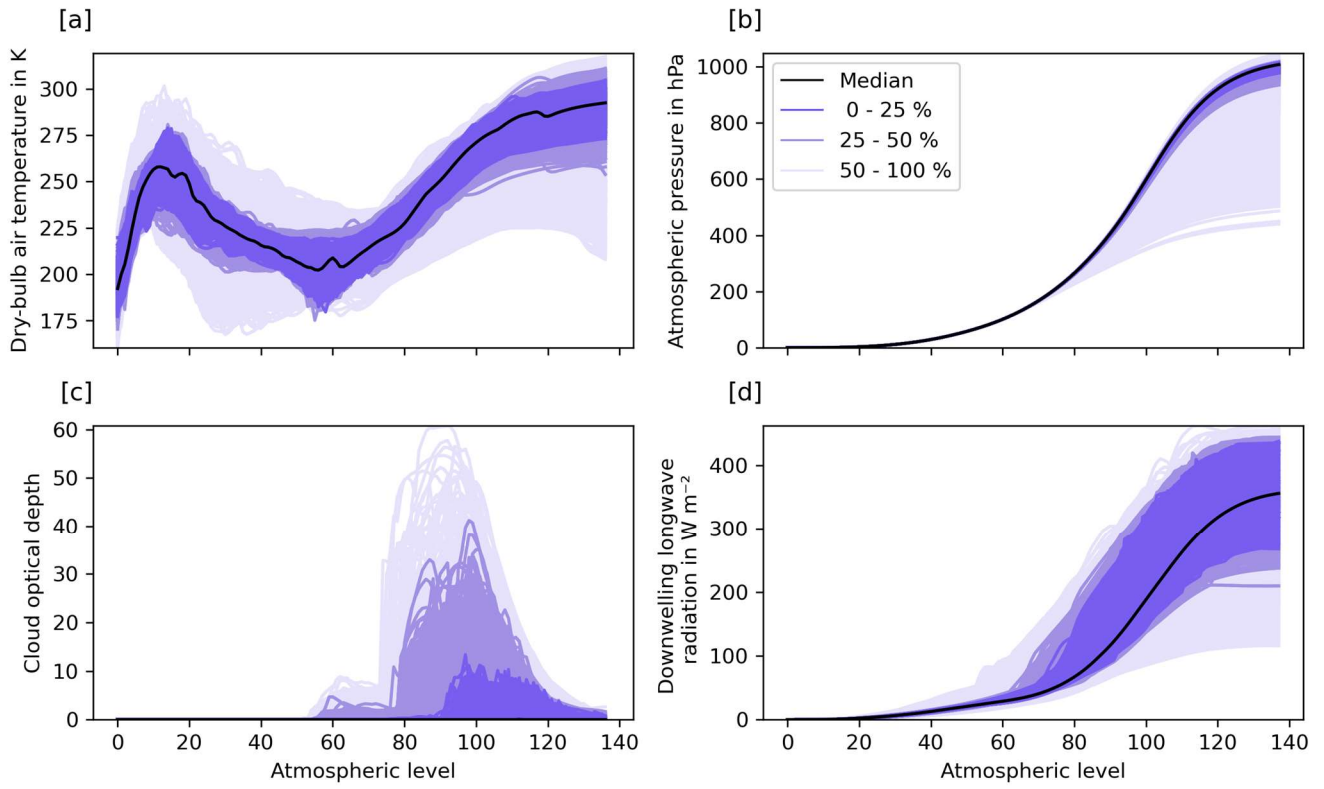 [a]
Dry-bulb air temperature in K
300
275
250
225
200
175
[b]
Atmospheric pressure in hPa
1000
800
600
400
200
0
Median
0 - 25 %
25 - 50 %
50 - 100 %
[c]
Cloud optical depth
60
50
40
30
20
10
0
0 20 40 60 80 100 120 140
Atmospheric level
[d]
Downwelling longwave
radiation in W m⁻²
400
300
200
100
0
0 20 40 60 80 100 120 140
Atmospheric level